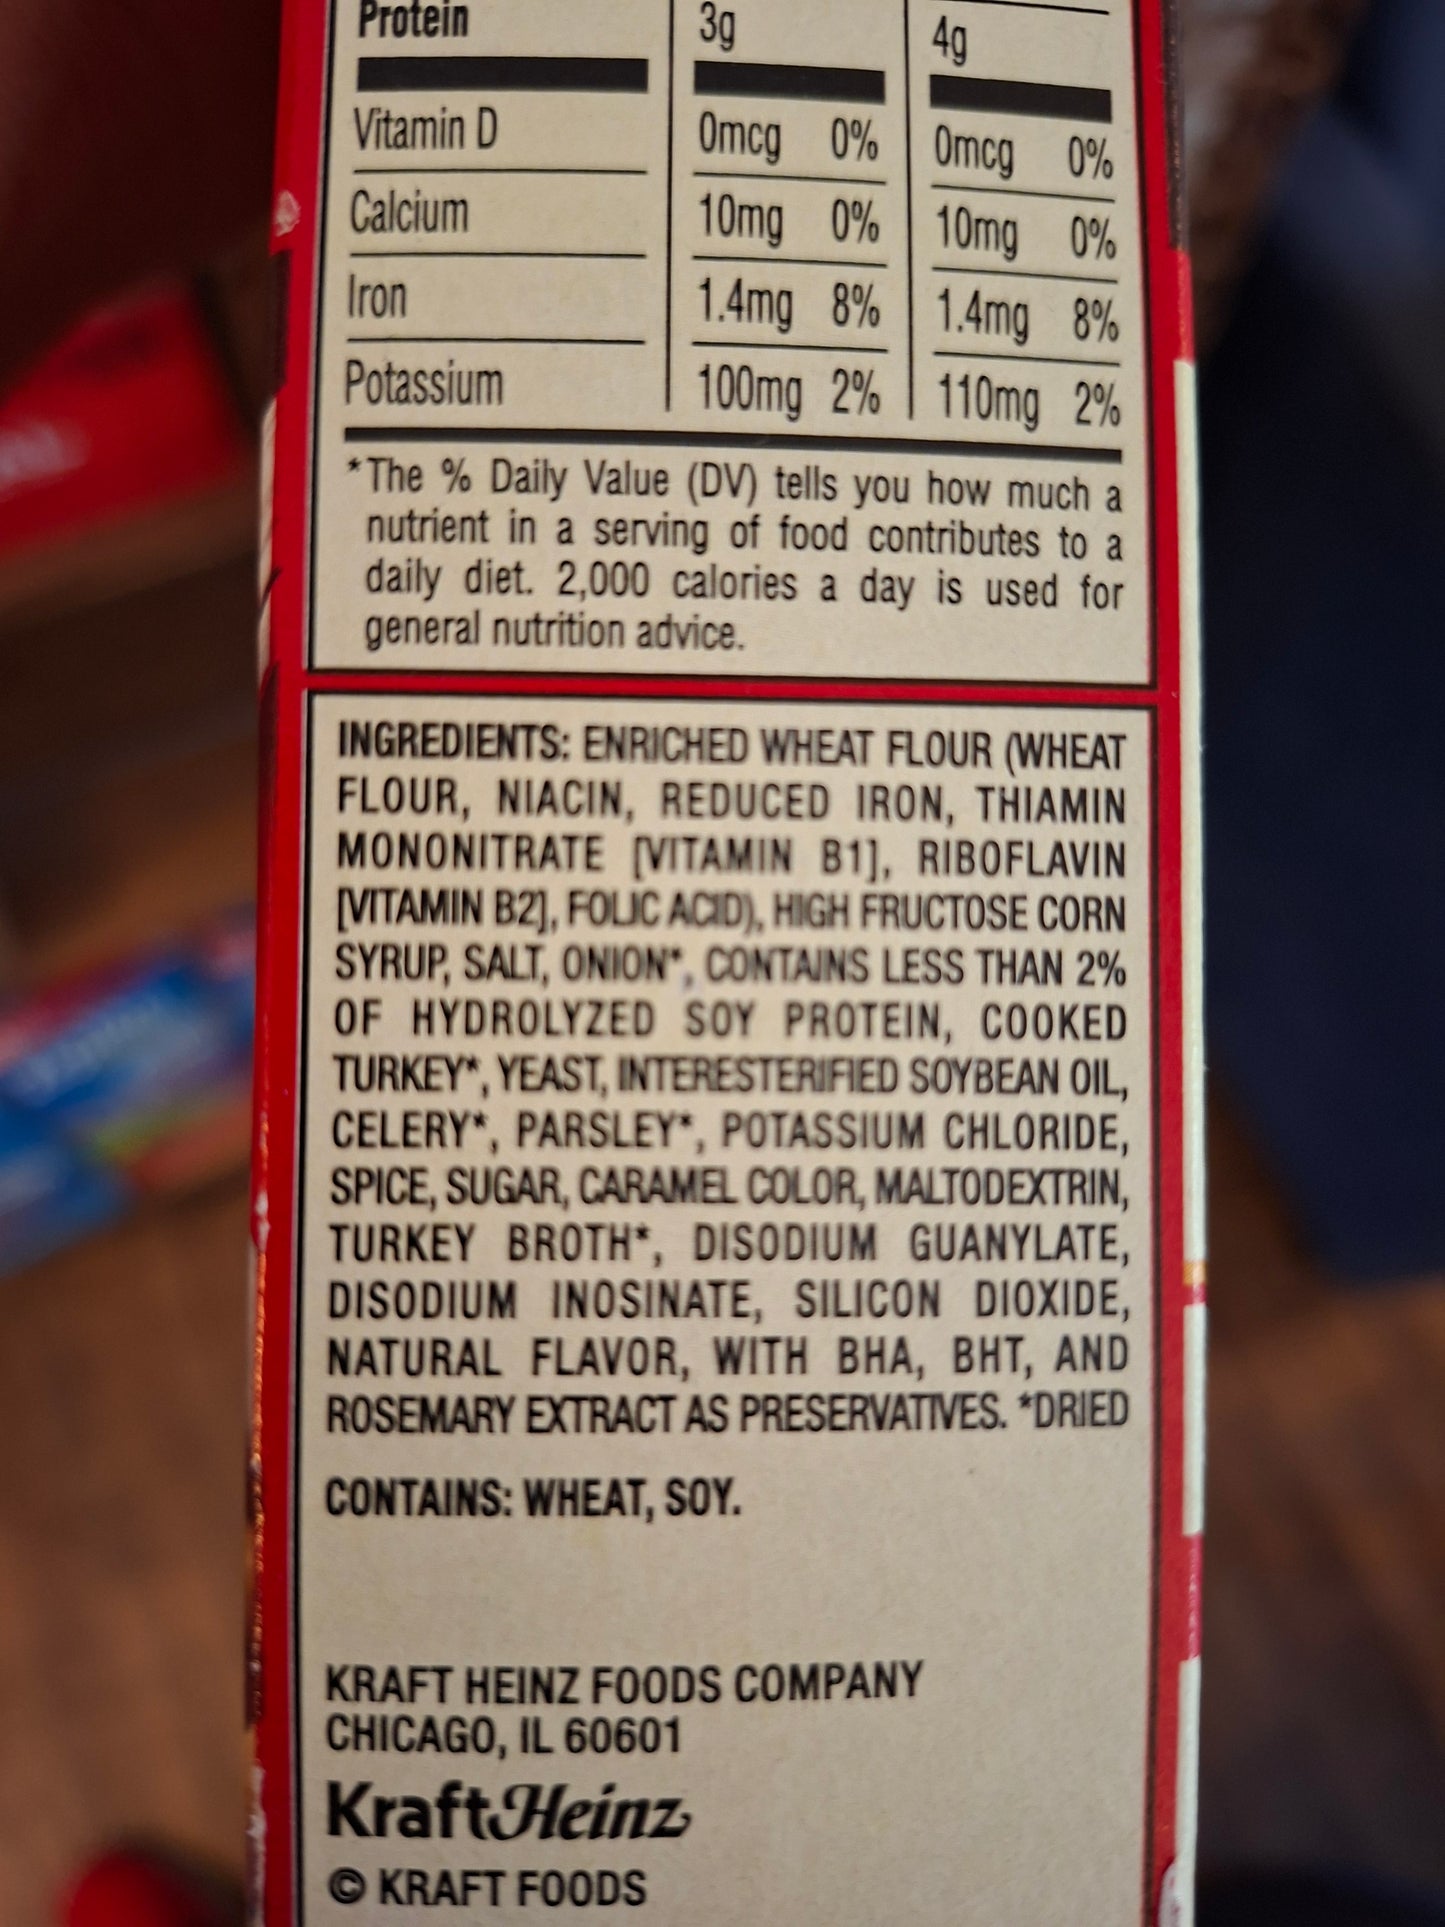 Protein 3g 4g
Vitamin D 0mcg 0% 0mcg 0%
Calcium 10mg 0% 10mg 0%
Iron 1.4mg 8% 1.4mg 8%
Potassium 100mg 2% 110mg 2%
*The % Daily Value (DV) tells you how much a
nutrient in a serving of food contributes to a
daily diet. 2,000 calories a day is used for
general nutrition advice.
INGREDIENTS: ENRICHED WHEAT FLOUR (WHEAT
FLOUR, NIACIN, REDUCED IRON, THIAMIN
MONONITRATE [VITAMIN B1], RIBOFLAVIN
[VITAMIN B2], FOLIC ACID), HIGH FRUCTOSE CORN
SYRUP, SALT, ONION*, CONTAINS LESS THAN 2%
OF HYDROLYZED SOY PROTEIN, COOKED
TURKEY*, YEAST, INTERESTERIFIED SOYBEAN OIL,
CELERY*, PARSLEY*, POTASSIUM CHLORIDE,
SPICE, SUGAR, CARAMEL COLOR, MALTODEXTRIN,
TURKEY BROTH*, DISODIUM GUANYLATE,
DISODIUM INOSINATE, SILICON DIOXIDE,
NATURAL FLAVOR, WITH BHA, BHT, AND
ROSEMARY EXTRACT AS PRESERVATIVES. *DRIED
CONTAINS: WHEAT, SOY.
KRAFT HEINZ FOODS COMPANY
CHICAGO, IL 60601
KraftHeinz
© KRAFT FOODS